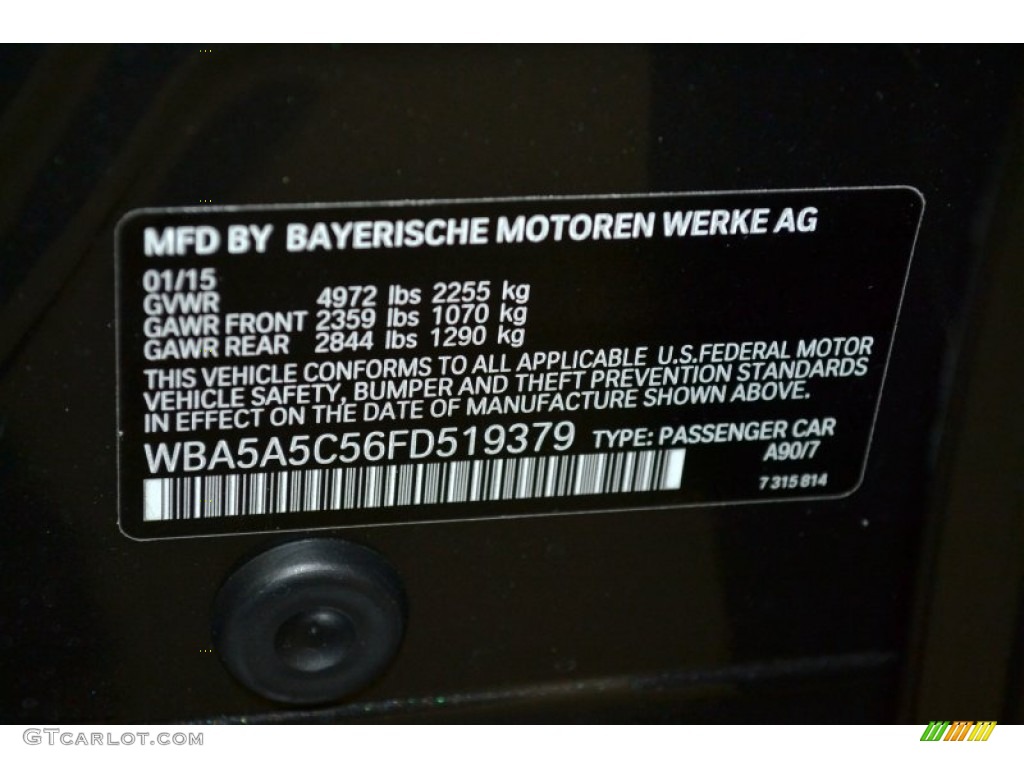 MFD BY BAYERISCHE MOTOREN WERKE AG
01/15
GVWR 4972 lbs 2255 kg
GAWR FRONT 2359 lbs 1070 kg
GAWR REAR 2844 lbs 1290 kg
THIS VEHICLE CONFORMS TO ALL APPLICABLE U.S.FEDERAL MOTOR
VEHICLE SAFETY, BUMPER AND THEFT PREVENTION STANDARDS
IN EFFECT ON THE DATE OF MANUFACTURE SHOWN ABOVE.
WBA5A5C56FD519379 TYPE: PASSENGER CAR
A90/7
7 315 814
GTCARLOT.COM